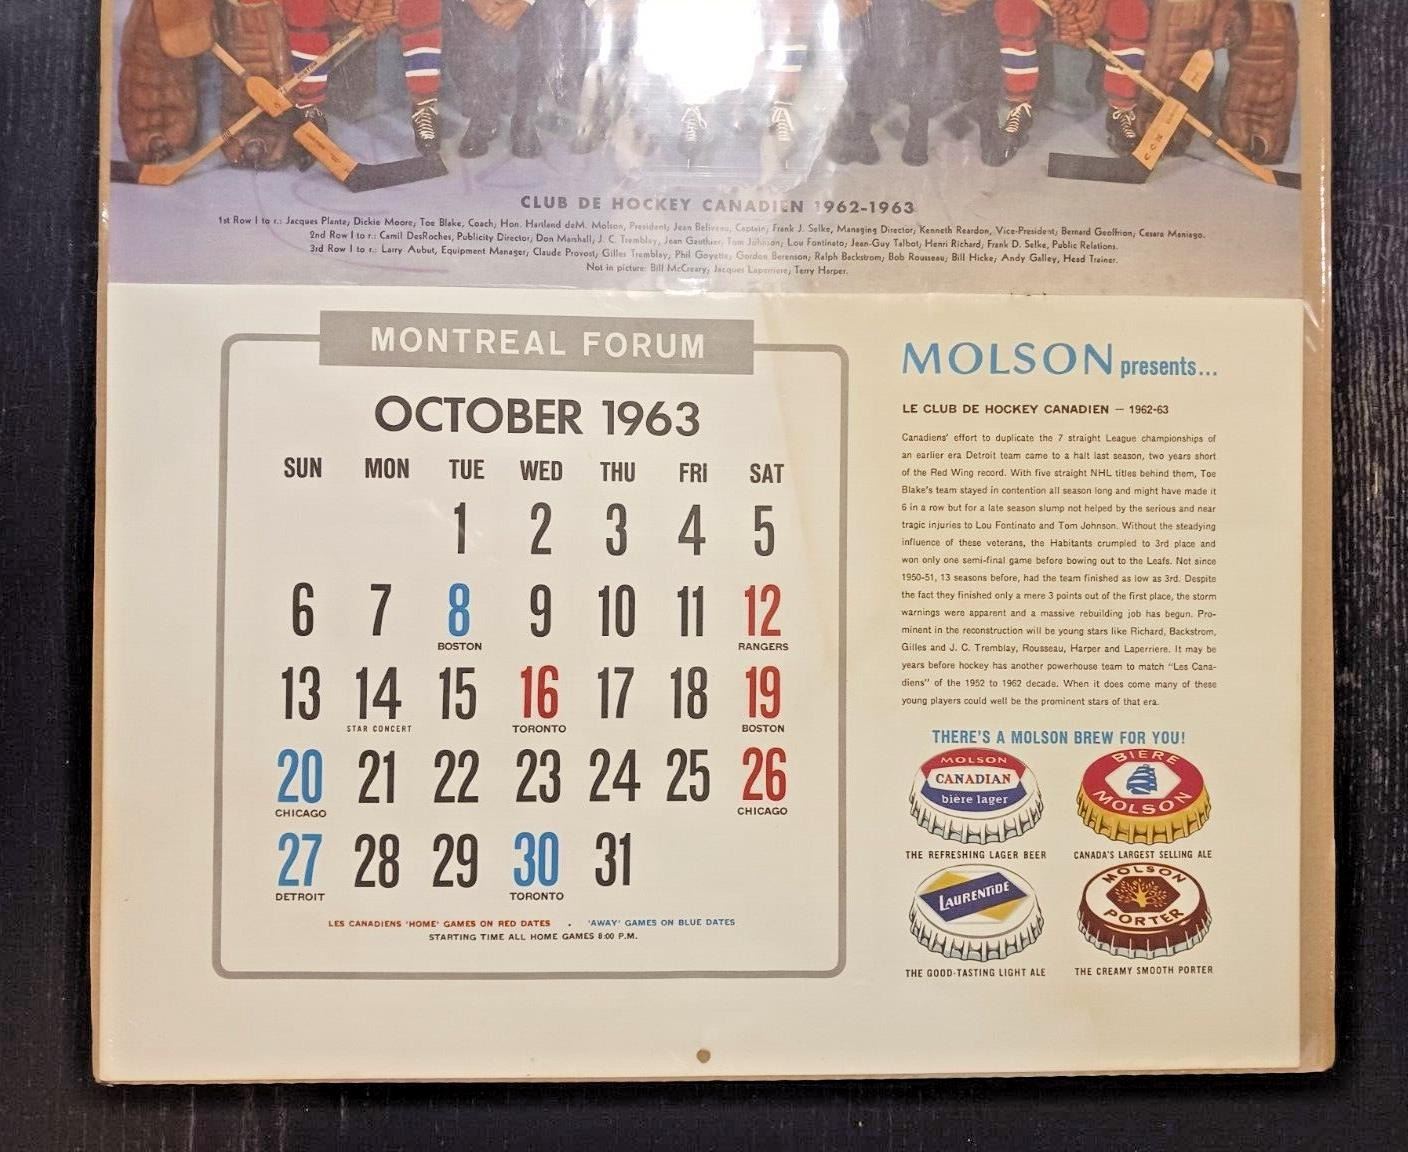 CLUB DE HOCKEY CANADIEN 1962-1963
1st Row l to r.: Jacques Plante; Dickie Moore; Toe Blake, Coach; Hon. Hartland deM. Molson, President; Jean Beliveau, Captain; Frank J. Selke, Managing Director, Kenneth Reardon, Vice-President; Bernard Geoffrion; Cesare Maniago.
2nd Row l to r.: Camil DesRoches, Publicity Director; Don Marshall, J. C. Tremblay, Jean Gauthier; Tom Johnson; Lou Fontinato; Jean-Guy Talbot; Henri Richard, Frank D. Selke, Public Relations.
3rd Row l to r.: Larry Aubut, Equipment Manager; Claude Provost; Gilles Tremblay, Phil Goyette; Gordon Berenson; Ralph Backstrom; Bob Rousseau; Bill Hicke; Andy Galley, Head Trainer.
Not in picture: Bill McCreary; Jacques Laperriere; Terry Harper.
MONTREAL FORUM
OCTOBER 1963
SUN MON TUE WED THU FRI SAT
1 2 3 4 5
6 7 8 9 10 11 12
BOSTON RANGERS
13 14 15 16 17 18 19
STAR CONCERT TORONTO BOSTON
20 21 22 23 24 25 26
CHICAGO CHICAGO
27 28 29 30 31
DETROIT TORONTO
LES CANADIENS 'HOME' GAMES ON RED DATES . 'AWAY' GAMES ON BLUE DATES
STARTING TIME ALL HOME GAMES 8:00 P.M.
MOLSON presents...
LE CLUB DE HOCKEY CANADIEN — 1962-63
Canadiens' effort to duplicate the 7 straight League championships of
an earlier era Detroit team came to a halt last season, two years short
of the Red Wing record. With five straight NHL titles behind them, Toe
Blake's team stayed in contention all season long and might have made it
6 in a row but for a late season slump not helped by the serious and near
tragic injuries to Lou Fontinato and Tom Johnson. Without the steadying
influence of these veterans, the Habitants crumpled to 3rd place and
won only one semi-final game before bowing out to the Leafs. Not since
1950-51, 13 seasons before, had the team finished as low as 3rd. Despite
the fact they finished only a mere 3 points out of the first place, the storm
warnings were apparent and a massive rebuilding job has begun. Pro-
minent in the reconstruction will be young stars like Richard, Backstrom,
Gilles and J. C. Tremblay, Rousseau, Harper and Laperriere. It may be
years before hockey has another powerhouse team to match "Les Cana-
diens" of the 1952 to 1962 decade. When it does come many of these
young players could well be the prominent stars of that era.
THERE'S A MOLSON BREW FOR YOU!
MOLSON
CANADIAN
bière lager
THE REFRESHING LAGER BEER
BIÈRE
MOLSON
CANADA'S LARGEST SELLING ALE
LAURENTIDE
THE GOOD-TASTING LIGHT ALE
MOLSON
PORTER
THE CREAMY SMOOTH PORTER